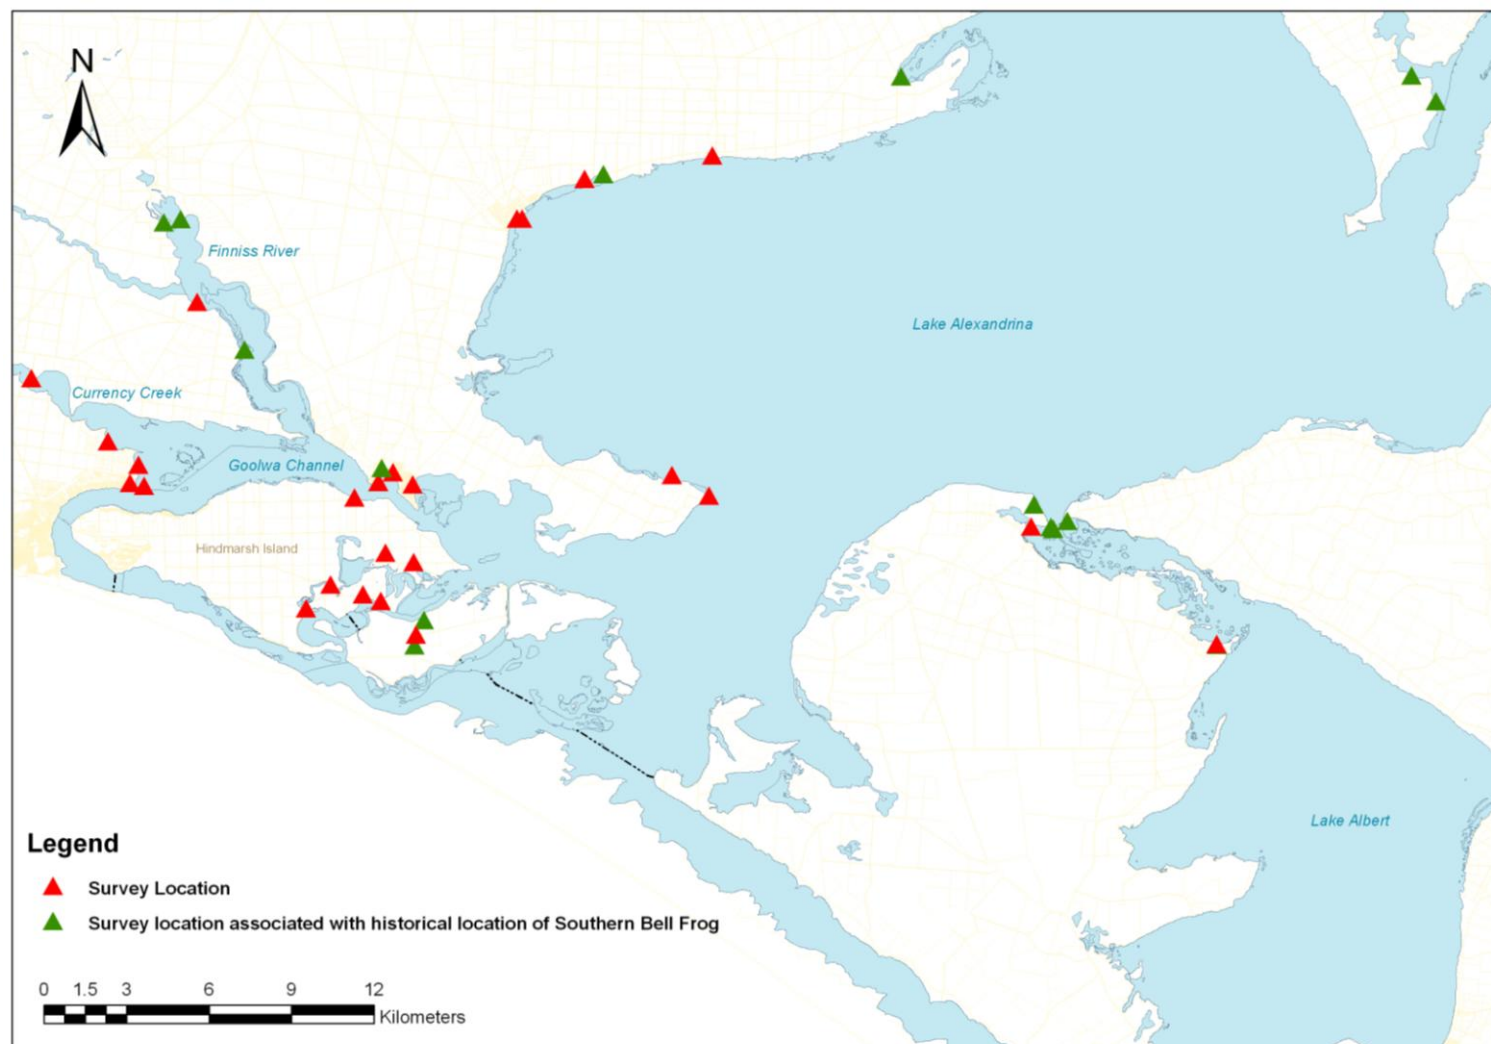 N
Finniss River
Lake Alexandrina
Currency Creek
Goolwa Channel
Hindmarsh Island
Lake Albert
Legend
Survey Location
Survey location associated with historical location of Southern Bell Frog
0 1.5 3 6 9 12
Kilometers